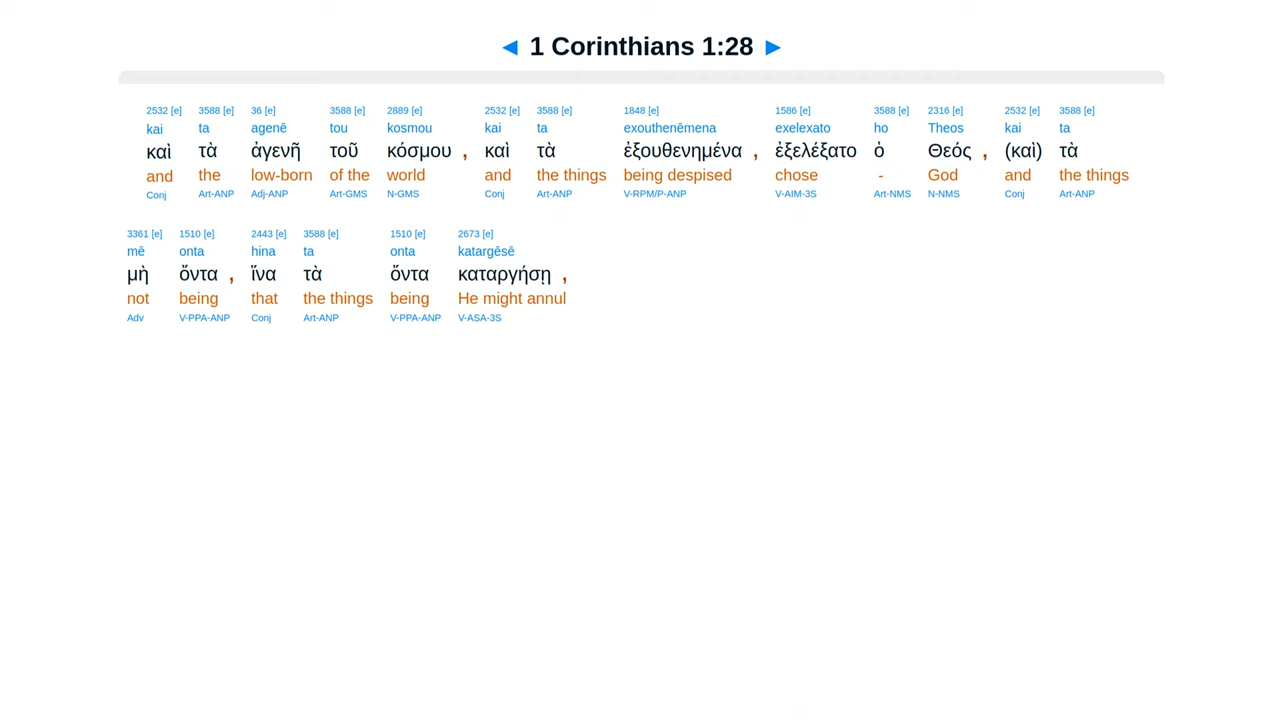 ◄ 1 Corinthians 1:28 ►
2532 [e] 3588 [e] 36 [e] 3588 [e] 2889 [e] 2532 [e] 3588 [e] 1848 [e] 1586 [e] 3588 [e] 2316 [e] 2532 [e] 3588 [e]
kai ta agenē tou kosmou kai ta exouthenēmena exelexato ho Theos kai ta
καὶ τὰ ἀγενῆ τοῦ κόσμου , καὶ τὰ ἐξουθενημένα , ἐξελέξατο ὁ Θεός , (καὶ) τὰ
and the low-born of the world and the things being despised chose - God and the things
Conj Art-ANP Adj-ANP Art-GMS N-GMS Conj Art-ANP V-RPM/P-ANP V-AIM-3S Art-NMS N-NMS Conj Art-ANP
3361 [e] 1510 [e] 2443 [e] 3588 [e] 1510 [e] 2673 [e]
mē onta hina ta onta katargēsē
μὴ ὄντα , ἵνα τὰ ὄντα καταργήσῃ ,
not being that the things being He might annul
Adv V-PPA-ANP Conj Art-ANP V-PPA-ANP V-ASA-3S